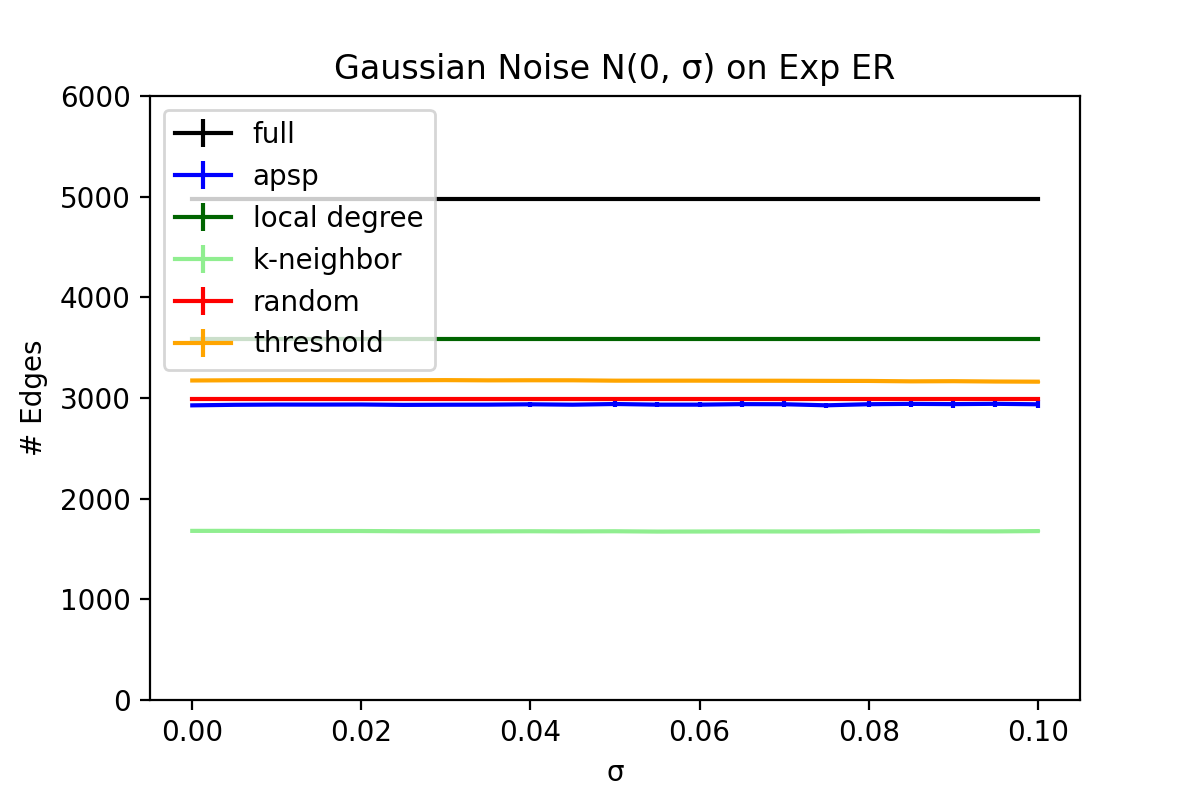 Gaussian Noise N(0, σ) on Exp ER
6000
5000
4000
3000
2000
1000
0
# Edges
full
apsp
local degree
k-neighbor
random
threshold
0.00 0.02 0.04 0.06 0.08 0.10
σ